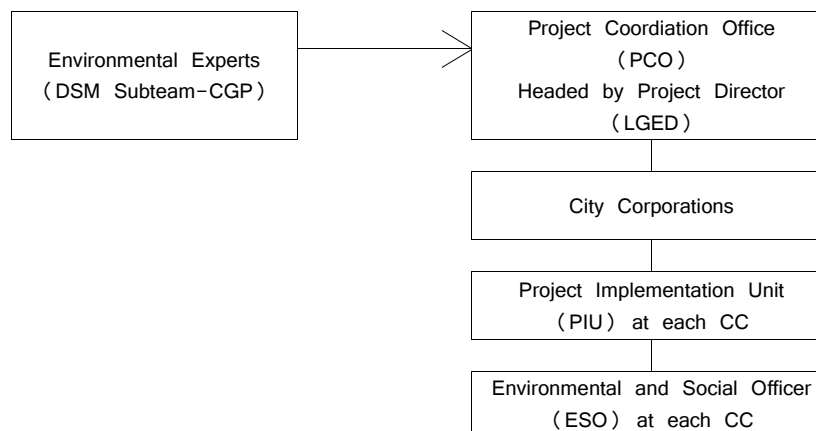 Environmental Experts
(DSM Subteam-CGP)
Project Coordiation Office
(PCO)
Headed by Project Director
(LGED)
City Corporations
Project Implementation Unit
(PIU) at each CC
Environmental and Social Officer
(ESO) at each CC